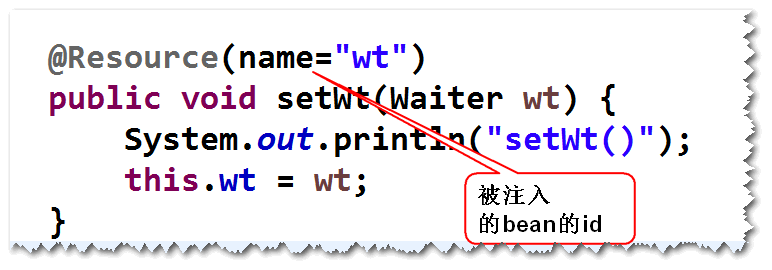 @Resource(name="wt")
public void setWt(Waiter wt) {
    System.out.println("setWt()");
    this.wt = wt;
}
被注入
的bean的id